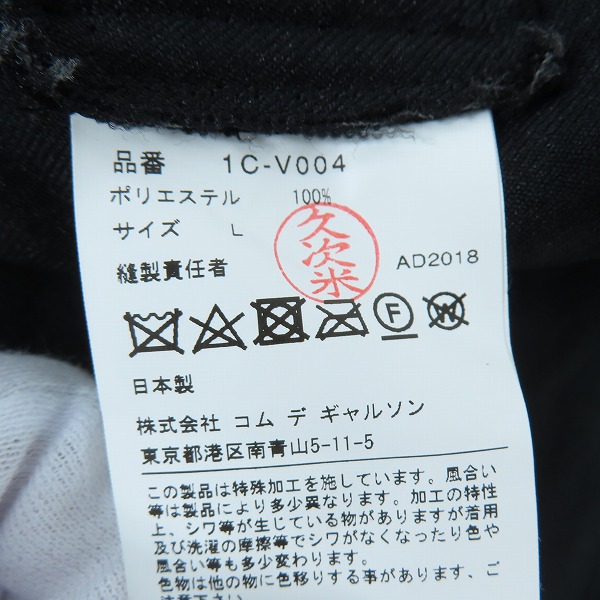 品番 1C-V004
ポリエステル 100%
サイズ L
久次米
縫製責任者 AD2018
F W
日本製
株式会社 コム デ ギャルソン
東京都港区南青山5-11-5
この製品は特殊加工を施しています。風合い
等は製品により多少異なります。加工の特性
上、シワ等が生じている物がありますが着用
及び洗濯の摩擦等でシワがなくなったり色や
風合い等も多少変わります。
色物は他の物に色移りする事があります、ご
注意下さい。